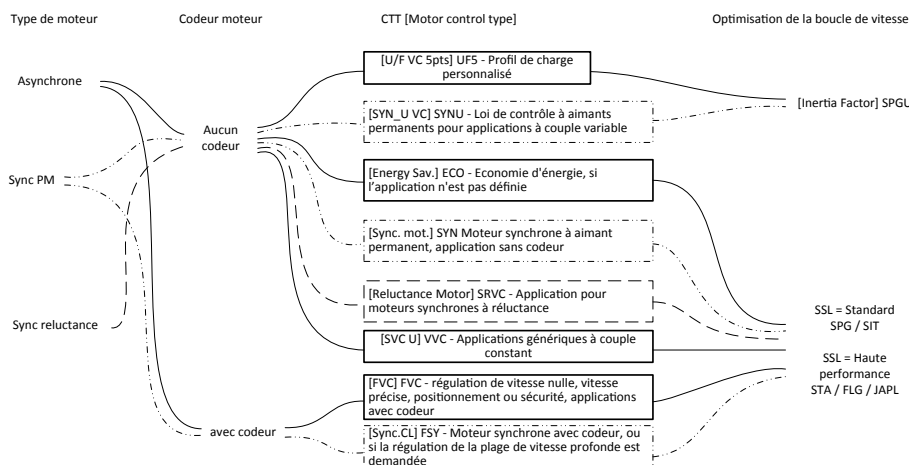 Type de moteur
Codeur moteur
CTT [Motor control type]
Optimisation de la boucle de vitesse
Asynchrone
Sync PM
Sync reluctance
Aucun
codeur
avec codeur
[U/F VC 5pts] UF5 - Profil de charge
personnalisé
[SYN_U VC] SYNU - Loi de contrôle à aimants
permanents pour applications à couple variable
[Energy Sav.] ECO - Economie d'énergie, si
l'application n'est pas définie
[Sync. mot.] SYN Moteur synchrone à aimant
permanent, application sans codeur
[Reluctance Motor] SRVC - Application pour
moteurs synchrones à réluctance
[SVC U] VVC - Applications génériques à couple
constant
[FVC] FVC - régulation de vitesse nulle, vitesse
précise, positionnement ou sécurité, applications
avec codeur
[Sync.CL] FSY - Moteur synchrone avec codeur, ou
si la régulation de la plage de vitesse profonde est
demandée
[Inertia Factor] SPGU
SSL = Standard
SPG / SIT
SSL = Haute
performance
STA / FLG / JAPL